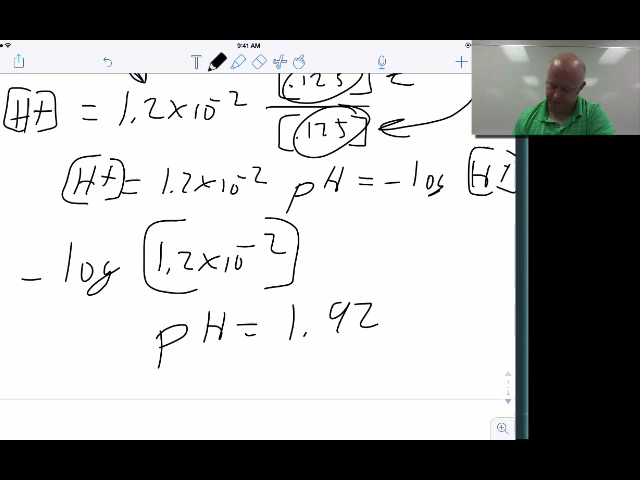 9:41 AM
T
[.125]
[H+] = 1.2x10-2
[.125]
[H+] = 1.2x10-2 pH = -log [H+]
- log [1.2x10-2]
pH = 1.92